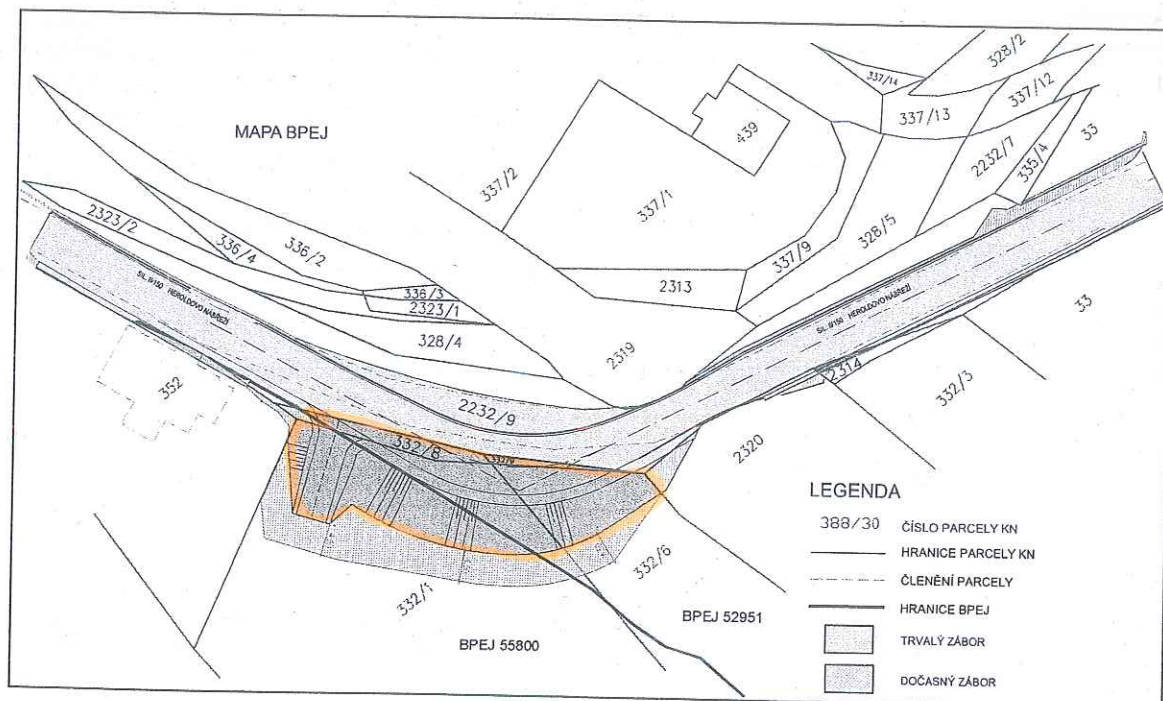 MAPA BPEJ
328/2
337/14
337/13
337/12
439
2232/7
335/4
33
337/2
337/1
328/5
337/9
2313
2323/2
336/4
336/2
336/3
2323/1
328/4
2319
SIL. II/150 HEROLDOVO NÁBŘEŽÍ
SIL. II/150 HEROLDOVO NÁBŘEŽÍ
33
352
2232/9
2314
332/3
332/8
2320
332/1
332/6
BPEJ 52951
BPEJ 55800
LEGENDA
388/30 ČÍSLO PARCELY KN
HRANICE PARCELY KN
ČLENĚNÍ PARCELY
HRANICE BPEJ
TRVALÝ ZÁBOR
DOČASNÝ ZÁBOR